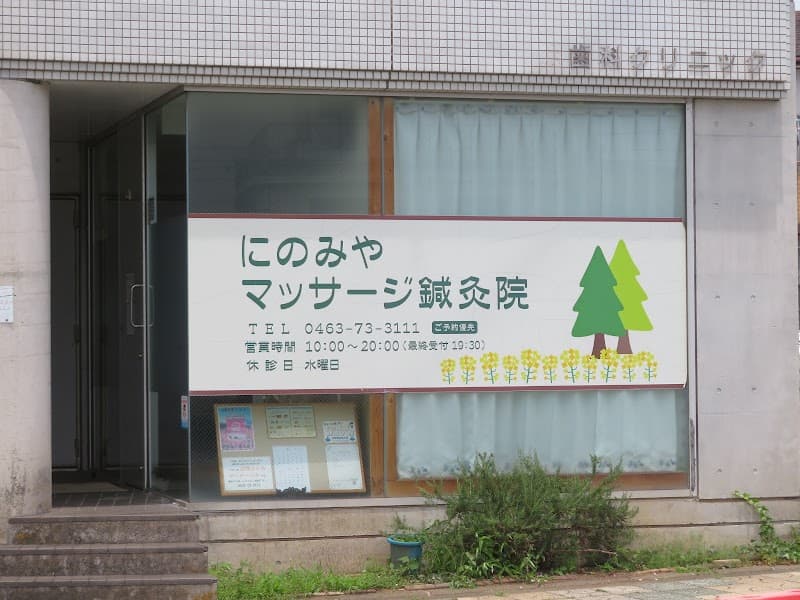 歯科クリニック
にのみや
マッサージ鍼灸院
TEL 0463-73-3111 ご予約優先
営業時間 10:00～20:00（最終受付19:30）
休診日 水曜日